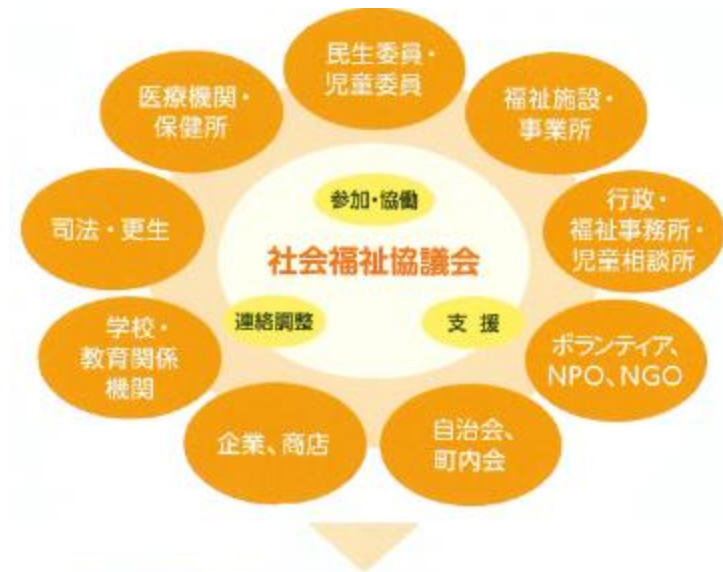 民生委員・
児童委員
医療機関・
保健所
福祉施設・
事業所
参加・協働
司法・更生
行政・
福祉事務所・
児童相談所
社会福祉協議会
連絡調整
支 援
学校・
教育関係
機関
ボランティア、
NPO、NGO
企業、商店
自治会、
町内会